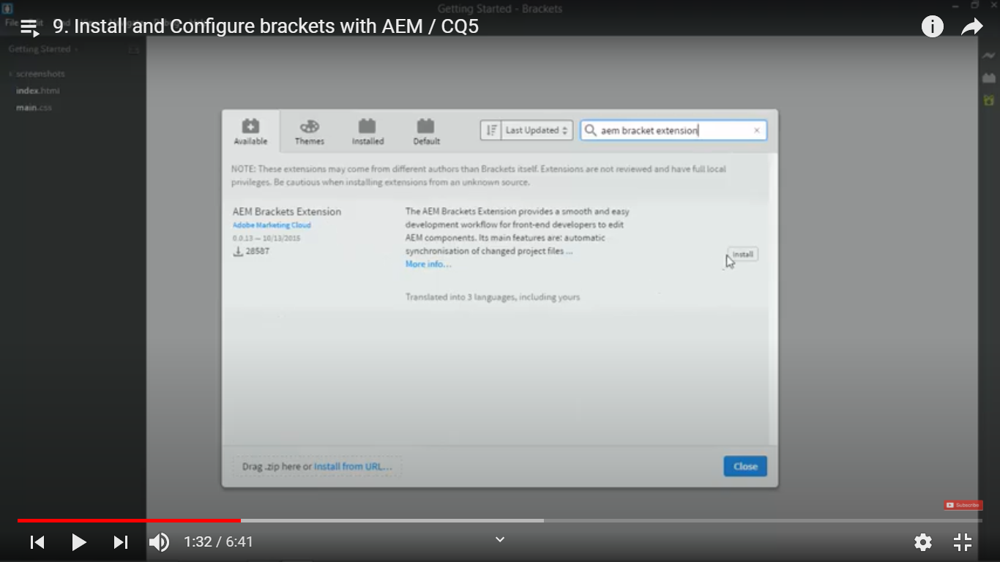 Getting Started - Brackets
9. Install and Configure brackets with AEM / CQ5
Getting Started
screenshots
index.html
main.css
Available
Themes
Installed
Default
Last Updated
aem bracket extension
NOTE: These extensions may come from different authors than Brackets itself. Extensions are not reviewed and have full local
privileges. Be cautious when installing extensions from an unknown source.
AEM Brackets Extension
Adobe Marketing Cloud
0.0.13 — 10/13/2015
28587
The AEM Brackets Extension provides a smooth and easy
development workflow for front-end developers to edit
AEM components. Its main features are: automatic
synchronisation of changed project files ...
More info...
Install
Translated into 3 languages, including yours
Drag .zip here or Install from URL...
Close
Subscribe
1:32 / 6:41